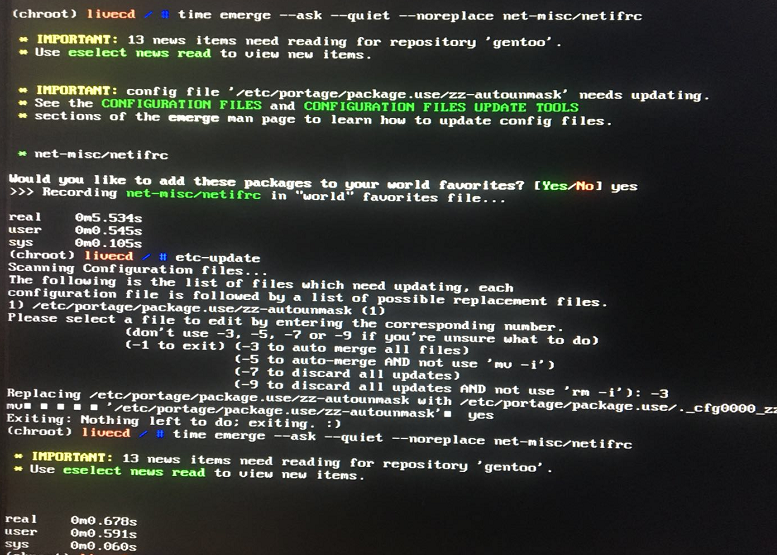 (chroot) livecd / # time emerge --ask --quiet --noreplace net-misc/netifrc
* IMPORTANT: 13 news items need reading for repository 'gentoo'.
* Use eselect news read to view new items.
* IMPORTANT: config file '/etc/portage/package.use/zz-autounmask' needs updating.
* See the CONFIGURATION FILES and CONFIGURATION FILES UPDATE TOOLS
* sections of the emerge man page to learn how to update config files.
* net-misc/netifrc
Would you like to add these packages to your world favorites? [Yes/No] yes
>>> Recording net-misc/netifrc in "world" favorites file...
real 0m5.534s
user 0m0.545s
sys 0m0.105s
(chroot) livecd / # etc-update
Scanning Configuration files...
The following is the list of files which need updating, each
configuration file is followed by a list of possible replacement files.
1) /etc/portage/package.use/zz-autounmask (1)
Please select a file to edit by entering the corresponding number.
(don't use -3, -5, -7 or -9 if you're unsure what to do)
(-1 to exit) (-3 to auto merge all files)
(-5 to auto-merge AND not use 'mv -i')
(-7 to discard all updates)
(-9 to discard all updates AND not use 'rm -i'): -3
Replacing /etc/portage/package.use/zz-autounmask with /etc/portage/package.use/._cfg0000_zz
mv■ ■ ■ ■ ■ '/etc/portage/package.use/zz-autounmask'■ yes
Exiting: Nothing left to do; exiting. :)
(chroot) livecd / # time emerge --ask --quiet --noreplace net-misc/netifrc
* IMPORTANT: 13 news items need reading for repository 'gentoo'.
* Use eselect news read to view new items.
real 0m0.678s
user 0m0.591s
sys 0m0.060s